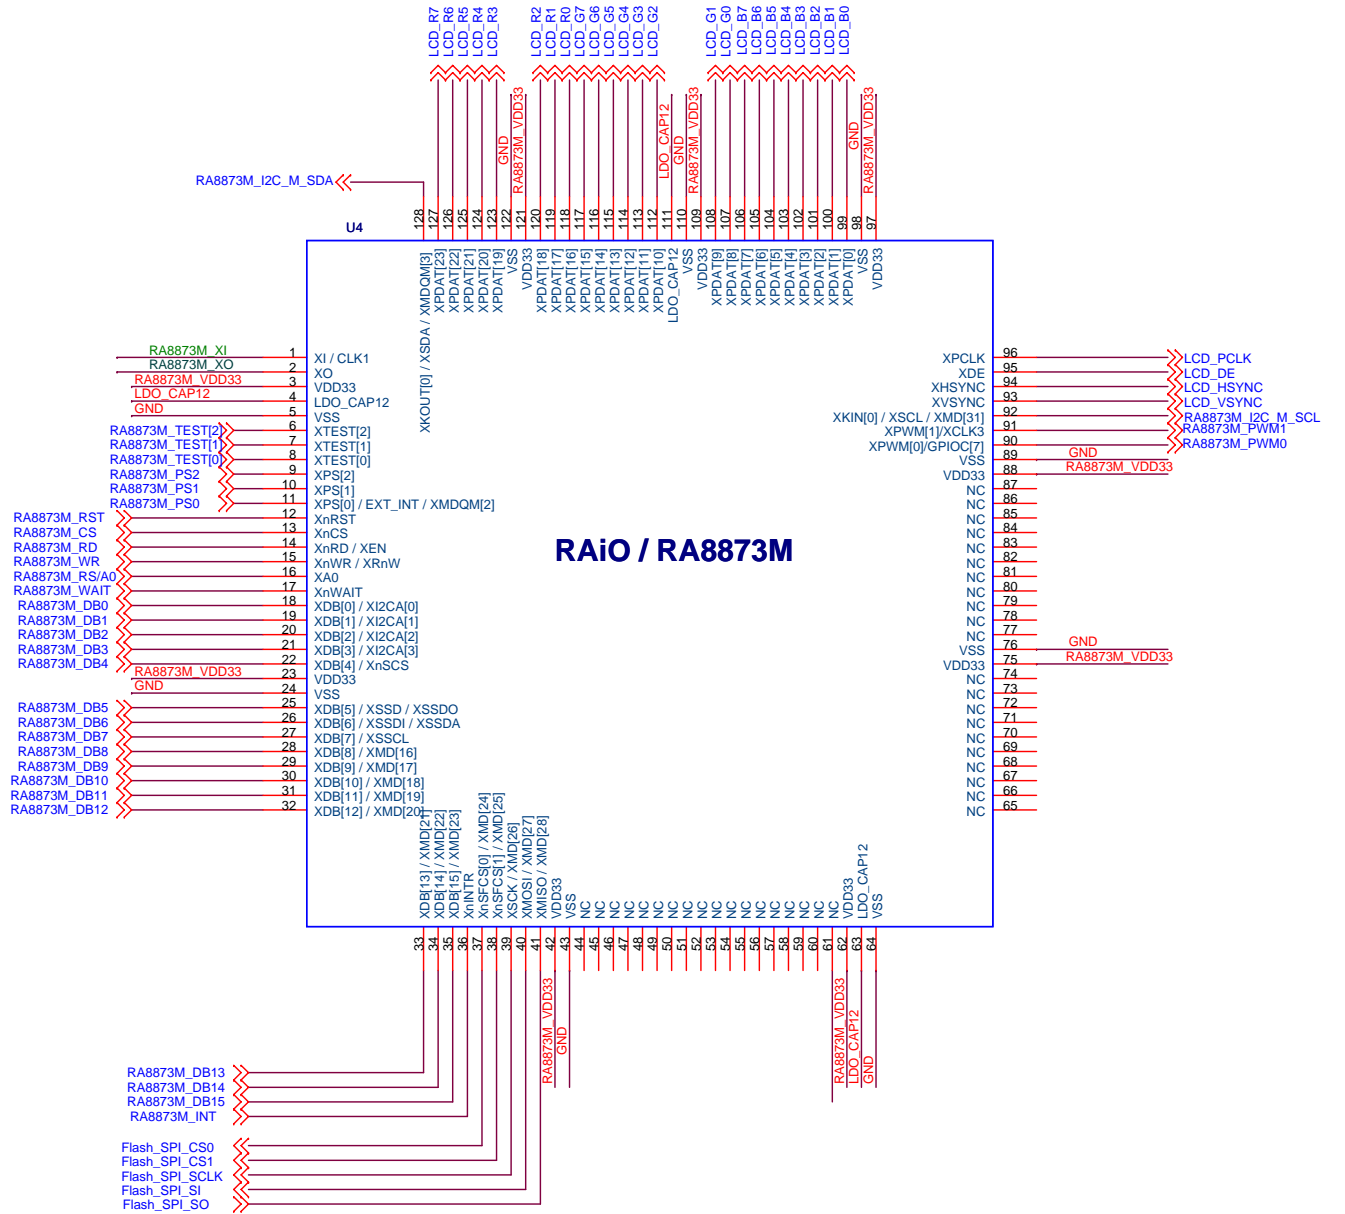 LCD_R7
LCD_R6
LCD_R5
LCD_R4
LCD_R3
GND
RA8873M_VDD33
LCD_R2
LCD_R1
LCD_R0
LCD_G7
LCD_G6
LCD_G5
LCD_G4
LCD_G3
LCD_G2
LDO_CAP12
GND
RA8873M_VDD33
LCD_G1
LCD_G0
LCD_B7
LCD_B6
LCD_B5
LCD_B4
LCD_B3
LCD_B2
LCD_B1
LCD_B0
GND
RA8873M_VDD33
RA8873M_I2C_M_SDA
U4
128 XKOUT[0] / XSDA / XMDQM[3]
127 XPDAT[23]
126 XPDAT[22]
125 XPDAT[21]
124 XPDAT[20]
123 XPDAT[19]
122 VSS
121 VDD33
120 XPDAT[18]
119 XPDAT[17]
118 XPDAT[16]
117 XPDAT[15]
116 XPDAT[14]
115 XPDAT[13]
114 XPDAT[12]
113 XPDAT[11]
112 XPDAT[10]
111 LDO_CAP12
110 VSS
109 VDD33
108 XPDAT[9]
107 XPDAT[8]
106 XPDAT[7]
105 XPDAT[6]
104 XPDAT[5]
103 XPDAT[4]
102 XPDAT[3]
101 XPDAT[2]
100 XPDAT[1]
99 XPDAT[0]
98 VSS
97 VDD33
RA8873M_XI 1 XI / CLK1
RA8873M_XO 2 XO
RA8873M_VDD33 3 VDD33
LDO_CAP12 4 LDO_CAP12
GND 5 VSS
RA8873M_TEST[2] 6 XTEST[2]
RA8873M_TEST[1] 7 XTEST[1]
RA8873M_TEST[0] 8 XTEST[0]
RA8873M_PS2 9 XPS[2]
RA8873M_PS1 10 XPS[1]
RA8873M_PS0 11 XPS[0] / EXT_INT / XMDQM[2]
RA8873M_RST 12 XnRST
RA8873M_CS 13 XnCS
RA8873M_RD 14 XnRD / XEN
RA8873M_WR 15 XnWR / XRnW
RA8873M_RS/A0 16 XA0
RA8873M_WAIT 17 XnWAIT
RA8873M_DB0 18 XDB[0] / XI2CA[0]
RA8873M_DB1 19 XDB[1] / XI2CA[1]
RA8873M_DB2 20 XDB[2] / XI2CA[2]
RA8873M_DB3 21 XDB[3] / XI2CA[3]
RA8873M_DB4 22 XDB[4] / XnSCS
RA8873M_VDD33 23 VDD33
GND 24 VSS
RA8873M_DB5 25 XDB[5] / XSSD / XSSDO
RA8873M_DB6 26 XDB[6] / XSSDI / XSSDA
RA8873M_DB7 27 XDB[7] / XSSCL
RA8873M_DB8 28 XDB[8] / XMD[16]
RA8873M_DB9 29 XDB[9] / XMD[17]
RA8873M_DB10 30 XDB[10] / XMD[18]
RA8873M_DB11 31 XDB[11] / XMD[19]
RA8873M_DB12 32 XDB[12] / XMD[20]
RAiO / RA8873M
XPCLK 96 LCD_PCLK
XDE 95 LCD_DE
XHSYNC 94 LCD_HSYNC
XVSYNC 93 LCD_VSYNC
XKIN[0] / XSCL / XMD[31] 92 RA8873M_I2C_M_SCL
XPWM[1]/XCLK3 91 RA8873M_PWM1
XPWM[0]/GPIOC[7] 90 RA8873M_PWM0
VSS 89 GND
VDD33 88 RA8873M_VDD33
NC 87
NC 86
NC 85
NC 84
NC 83
NC 82
NC 81
NC 80
NC 79
NC 78
NC 77
VSS 76 GND
VDD33 75 RA8873M_VDD33
NC 74
NC 73
NC 72
NC 71
NC 70
NC 69
NC 68
NC 67
NC 66
NC 65
XDB[13] / XMD[21] 33
XDB[14] / XMD[22] 34
XDB[15] / XMD[23] 35
XnINTR 36
XnSFCS[0] / XMD[24] 37
XnSFCS[1] / XMD[25] 38
XSCK / XMD[26] 39
XMOSI / XMD[27] 40
XMISO / XMD[28] 41
VDD33 42
VSS 43
NC 44
NC 45
NC 46
NC 47
NC 48
NC 49
NC 50
NC 51
NC 52
NC 53
NC 54
NC 55
NC 56
NC 57
NC 58
NC 59
NC 60
NC 61
VDD33 62
LDO_CAP12 63
VSS 64
RA8873M_VDD33
GND
RA8873M_VDD33
LDO_CAP12
GND
RA8873M_DB13
RA8873M_DB14
RA8873M_DB15
RA8873M_INT
Flash_SPI_CS0
Flash_SPI_CS1
Flash_SPI_SCLK
Flash_SPI_SI
Flash_SPI_SO